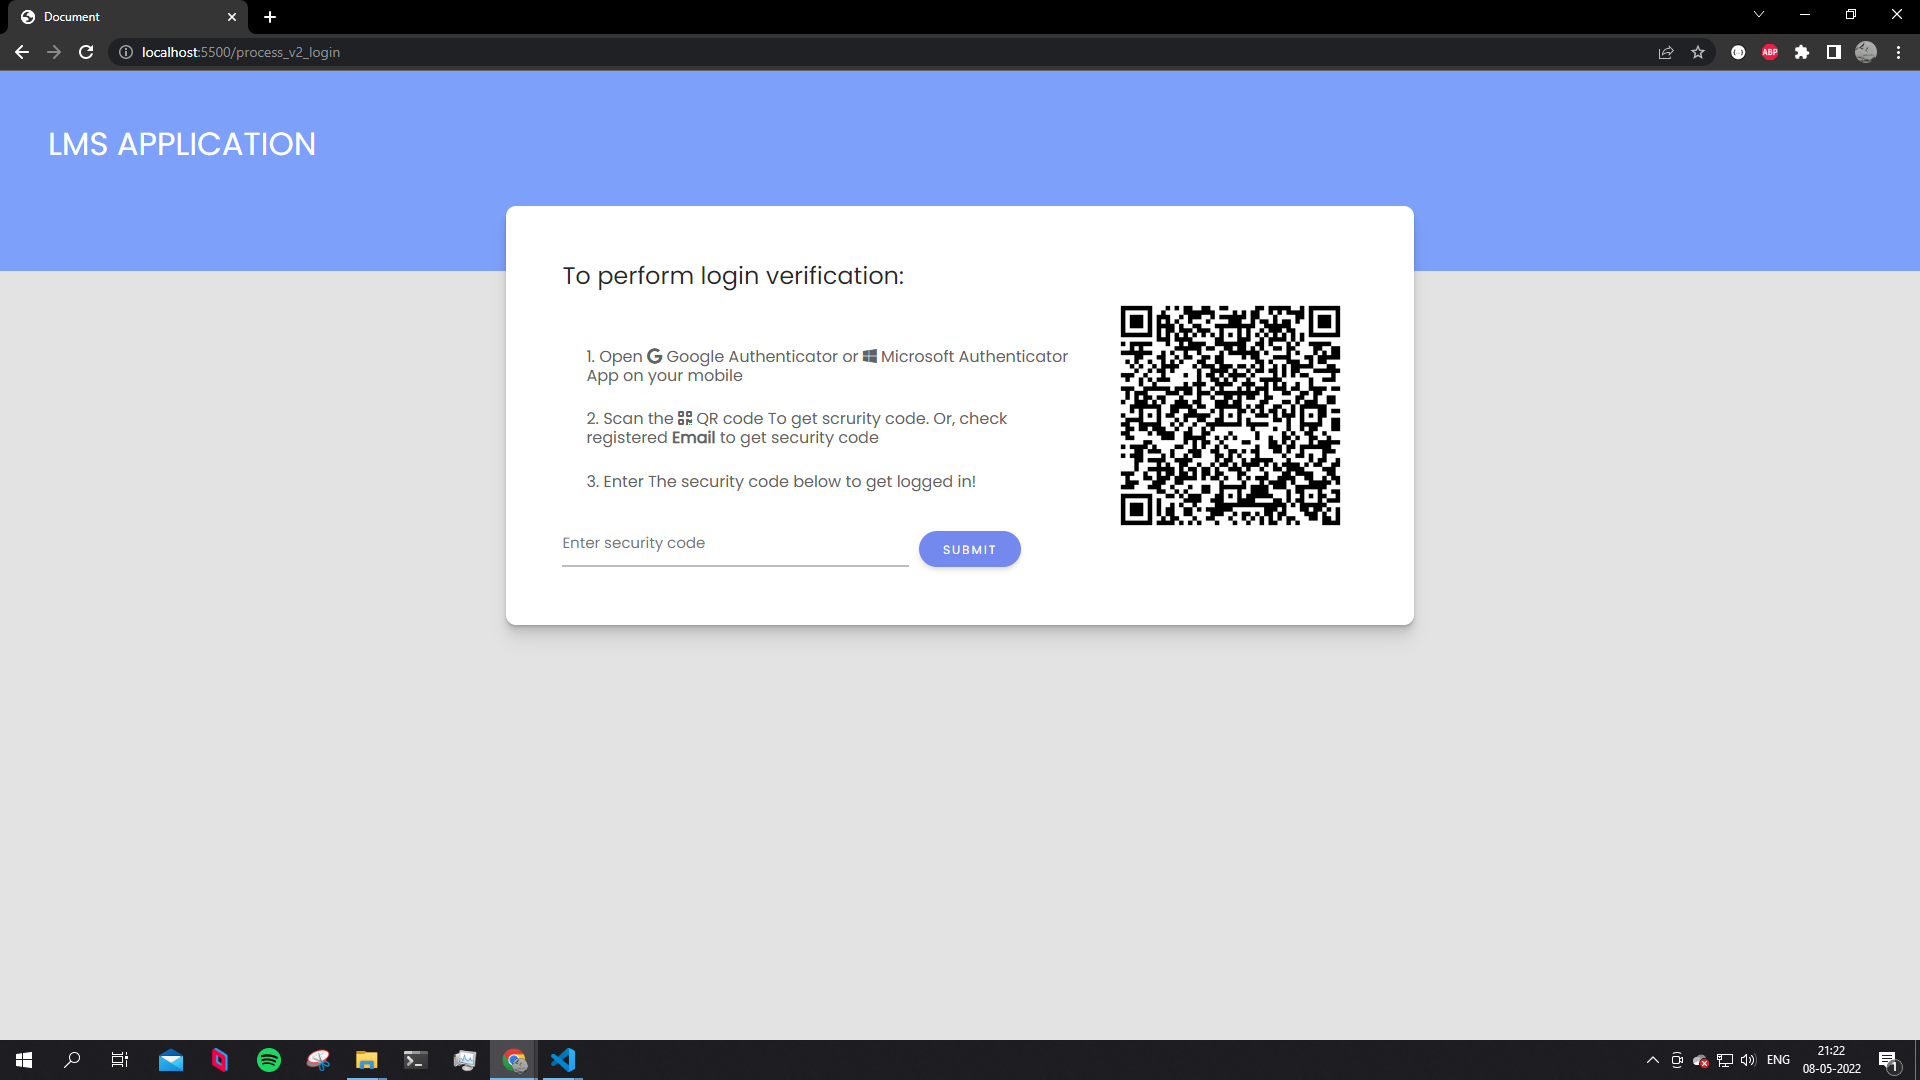 Document
localhost:5500/process_v2_login
ABP
LMS APPLICATION
To perform login verification:
1. Open Google Authenticator or Microsoft Authenticator
App on your mobile
2. Scan the QR code To get scrurity code. Or, check
registered Email to get security code
3. Enter The security code below to get logged in!
Enter security code
SUBMIT
ENG
21:22
08-05-2022
1